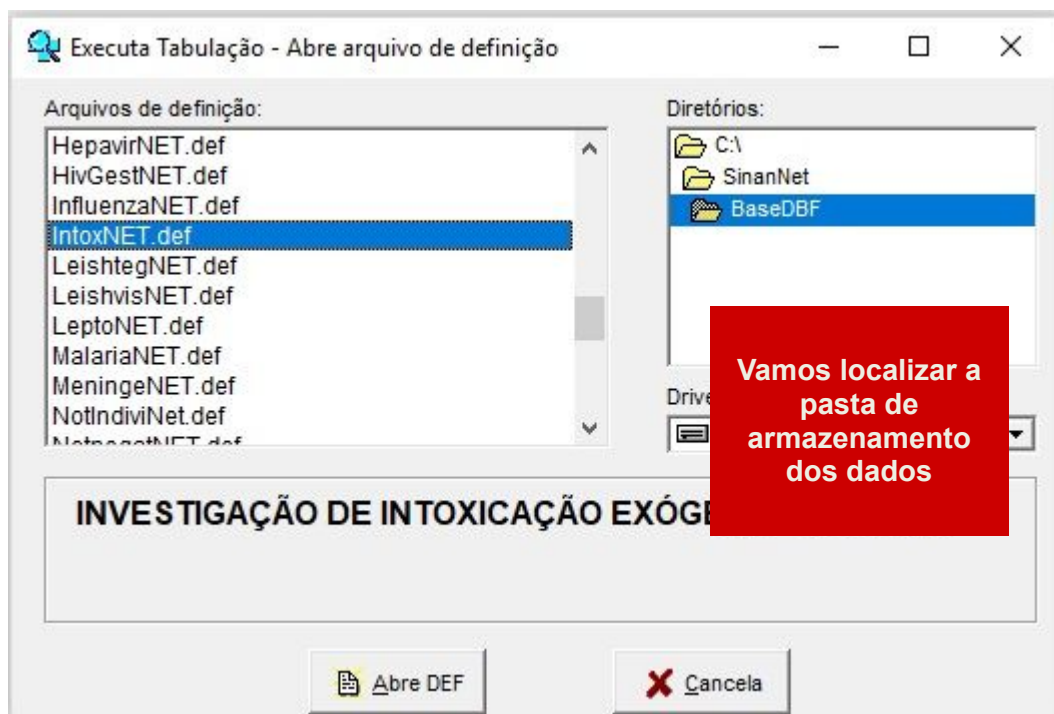 Executa Tabulação - Abre arquivo de definição
Arquivos de definição:
Diretórios:
HepavirNET.def
HivGestNET.def
InfluenzaNET.def
IntoxNET.def
LeishtegNET.def
LeishvisNET.def
LeptoNET.def
MalariaNET.def
MeningeNET.def
NotIndiviNet.def
C:\
SinanNet
BaseDBF
Vamos localizar a
pasta de
armazenamento
dos dados
Drive
INVESTIGAÇÃO DE INTOXICAÇÃO EXÓG
Abre DEF
Cancela